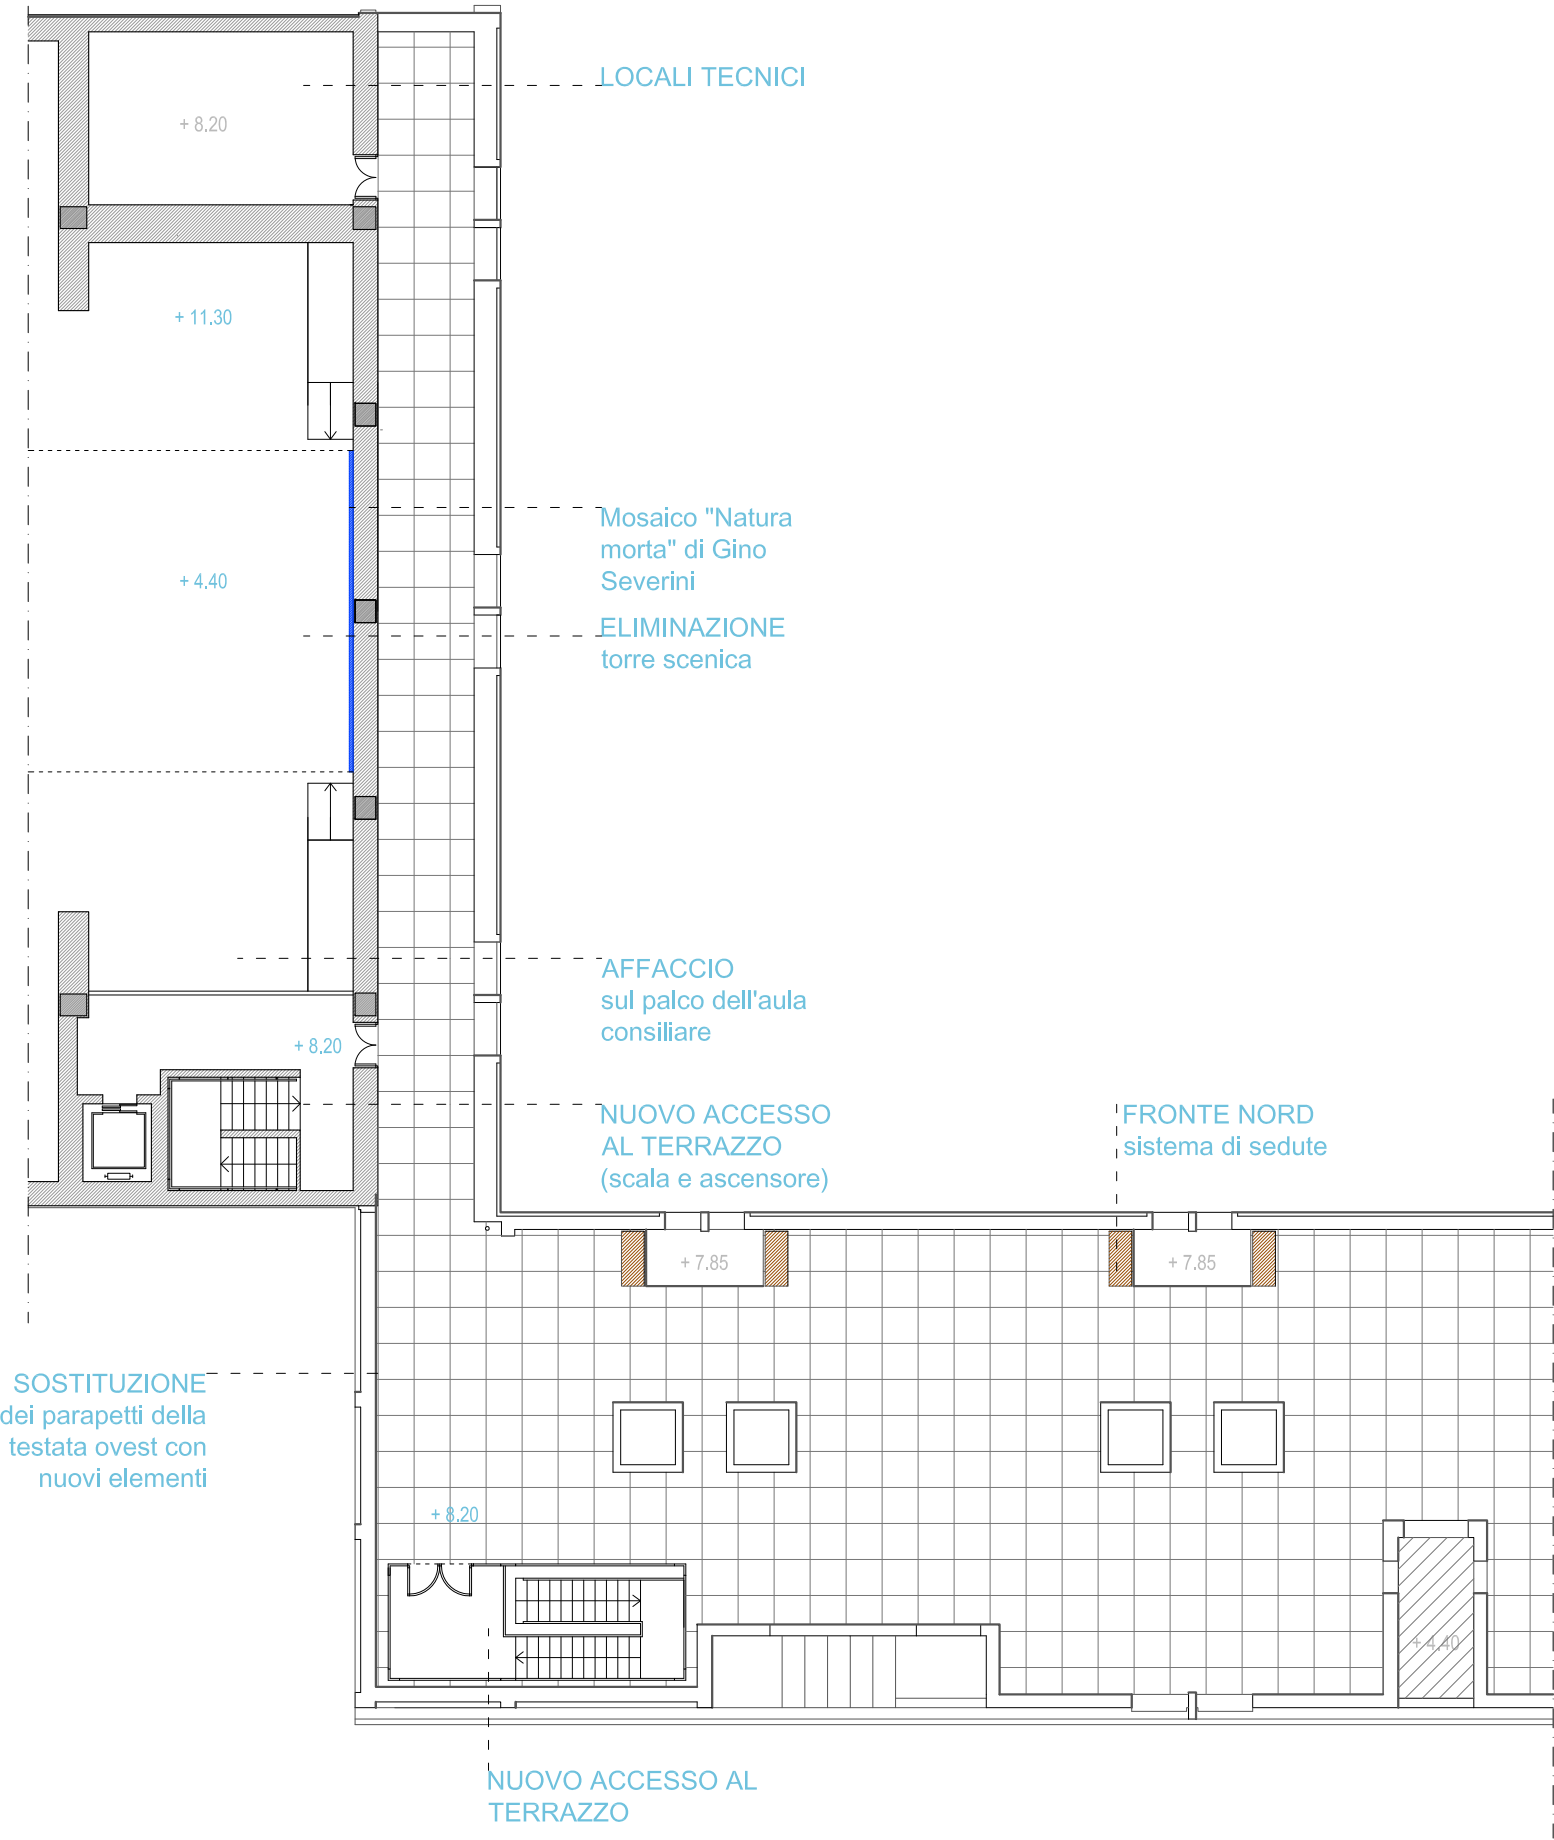 LOCALI TECNICI
+ 8.20
+ 11.30
Mosaico "Natura
morta" di Gino
Severini
+ 4.40
ELIMINAZIONE
torre scenica
AFFACCIO
sul palco dell'aula
consiliare
+ 8.20
NUOVO ACCESSO
AL TERRAZZO
(scala e ascensore)
FRONTE NORD
sistema di sedute
+ 7.85
+ 7.85
SOSTITUZIONE
dei parapetti della
testata ovest con
nuovi elementi
+ 8.20
+ 4.40
NUOVO ACCESSO AL
TERRAZZO